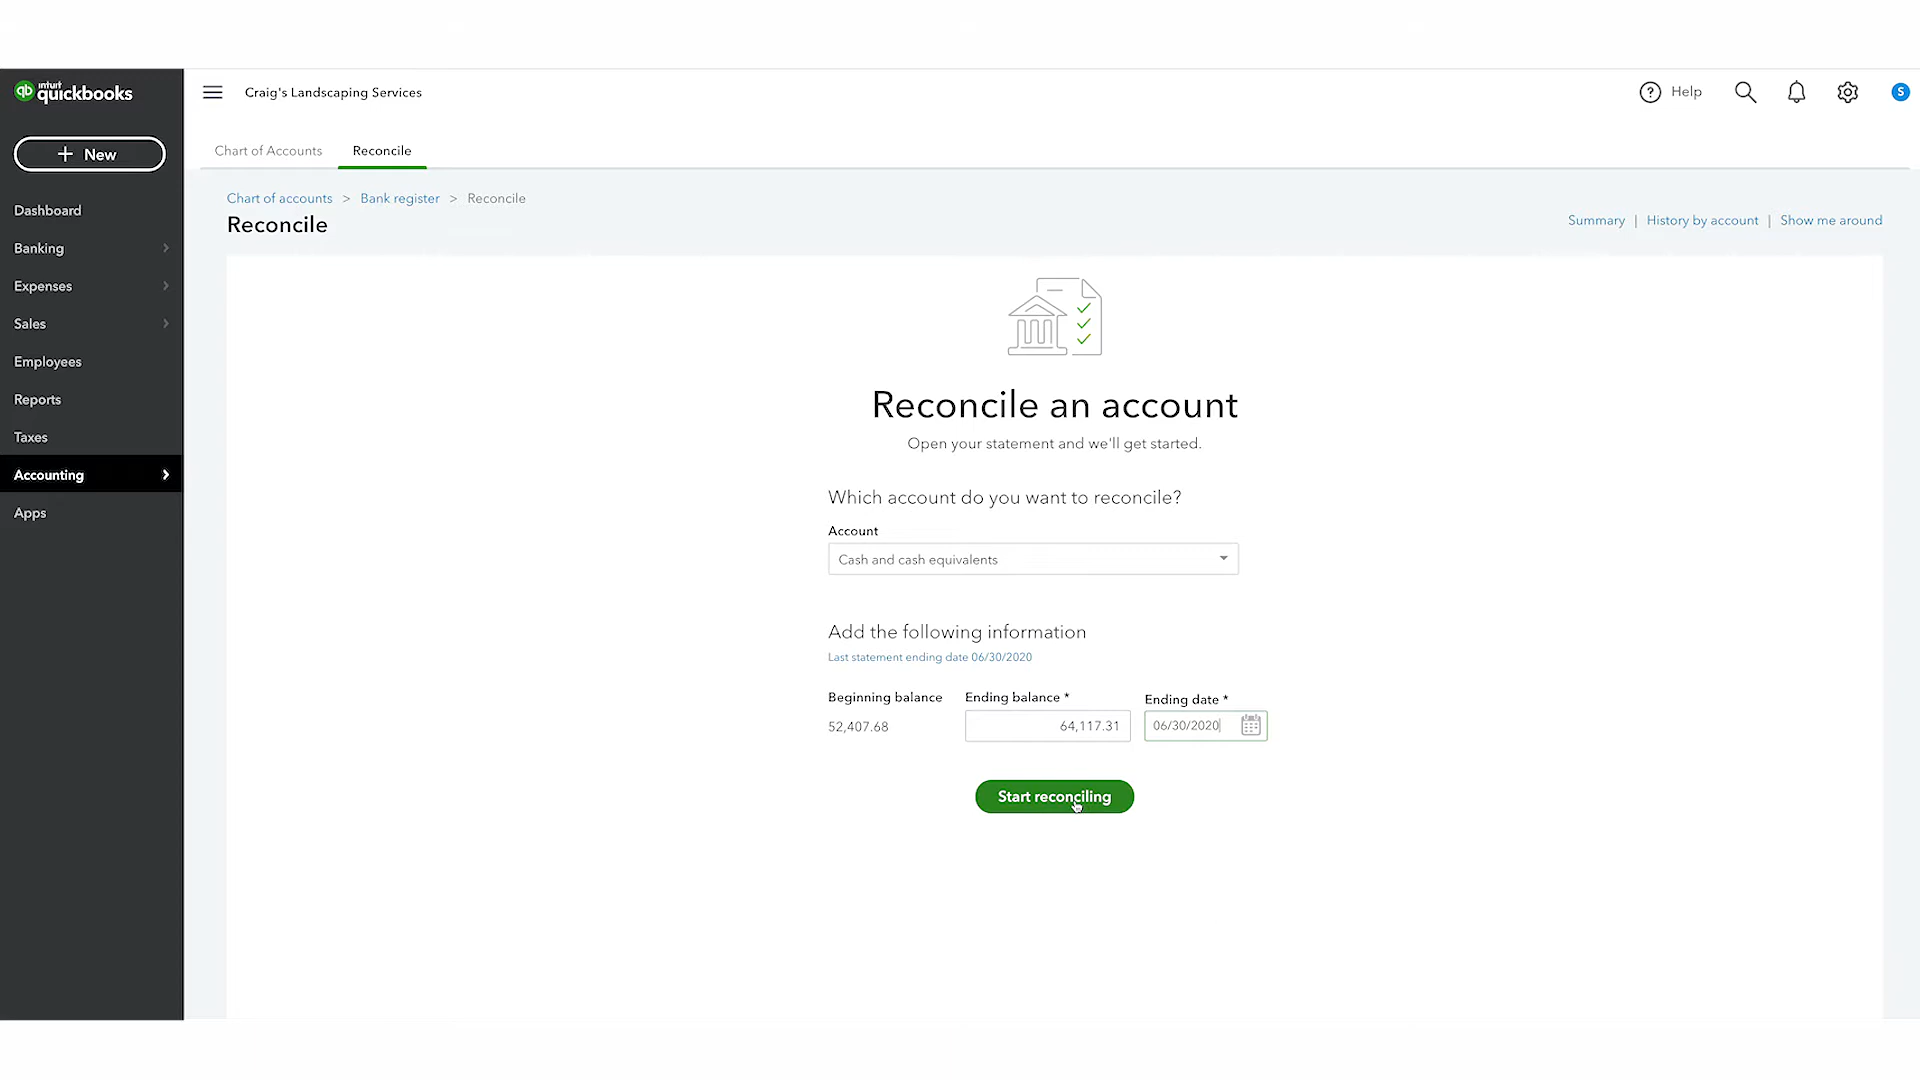 intuit
quickbooks
Craig's Landscaping Services
Help
S
+ New
Chart of Accounts
Reconcile
Dashboard
Banking
Expenses
Sales
Employees
Reports
Taxes
Accounting
Apps
Chart of accounts > Bank register > Reconcile
Reconcile
Summary | History by account | Show me around
Reconcile an account
Open your statement and we'll get started.
Which account do you want to reconcile?
Account
Cash and cash equivalents
Add the following information
Last statement ending date 06/30/2020
Beginning balance
Ending balance *
Ending date *
52,407.68
64,117.31
06/30/2020
Start reconciling